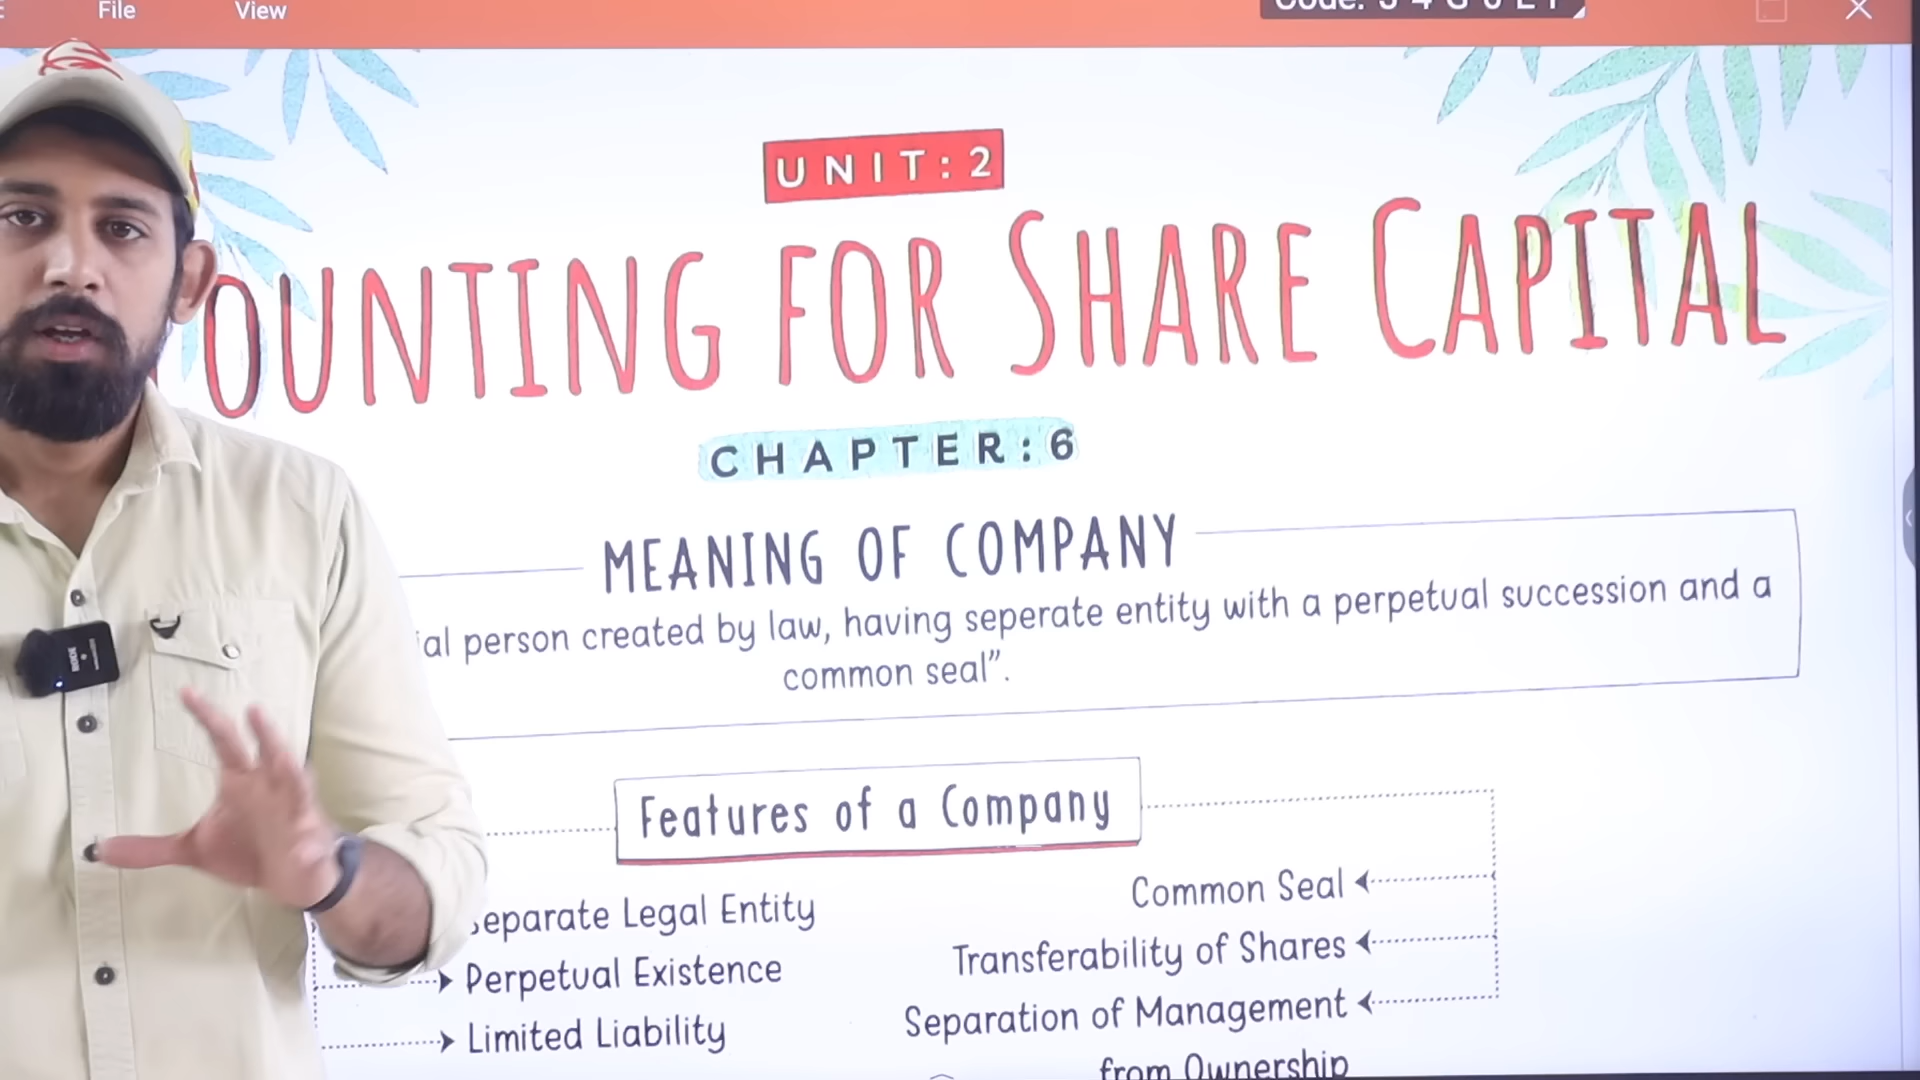 File View
UNIT:2
OUNTING FOR SHARE CAPITAL
CHAPTER:6
MEANING OF COMPANY
al person created by law, having seperate entity with a perpetual succession and a
common seal”.
Features of a Company
eparate Legal Entity
Perpetual Existence
Limited Liability
Common Seal
Transferability of Shares
Separation of Management
from Ownership
RODE